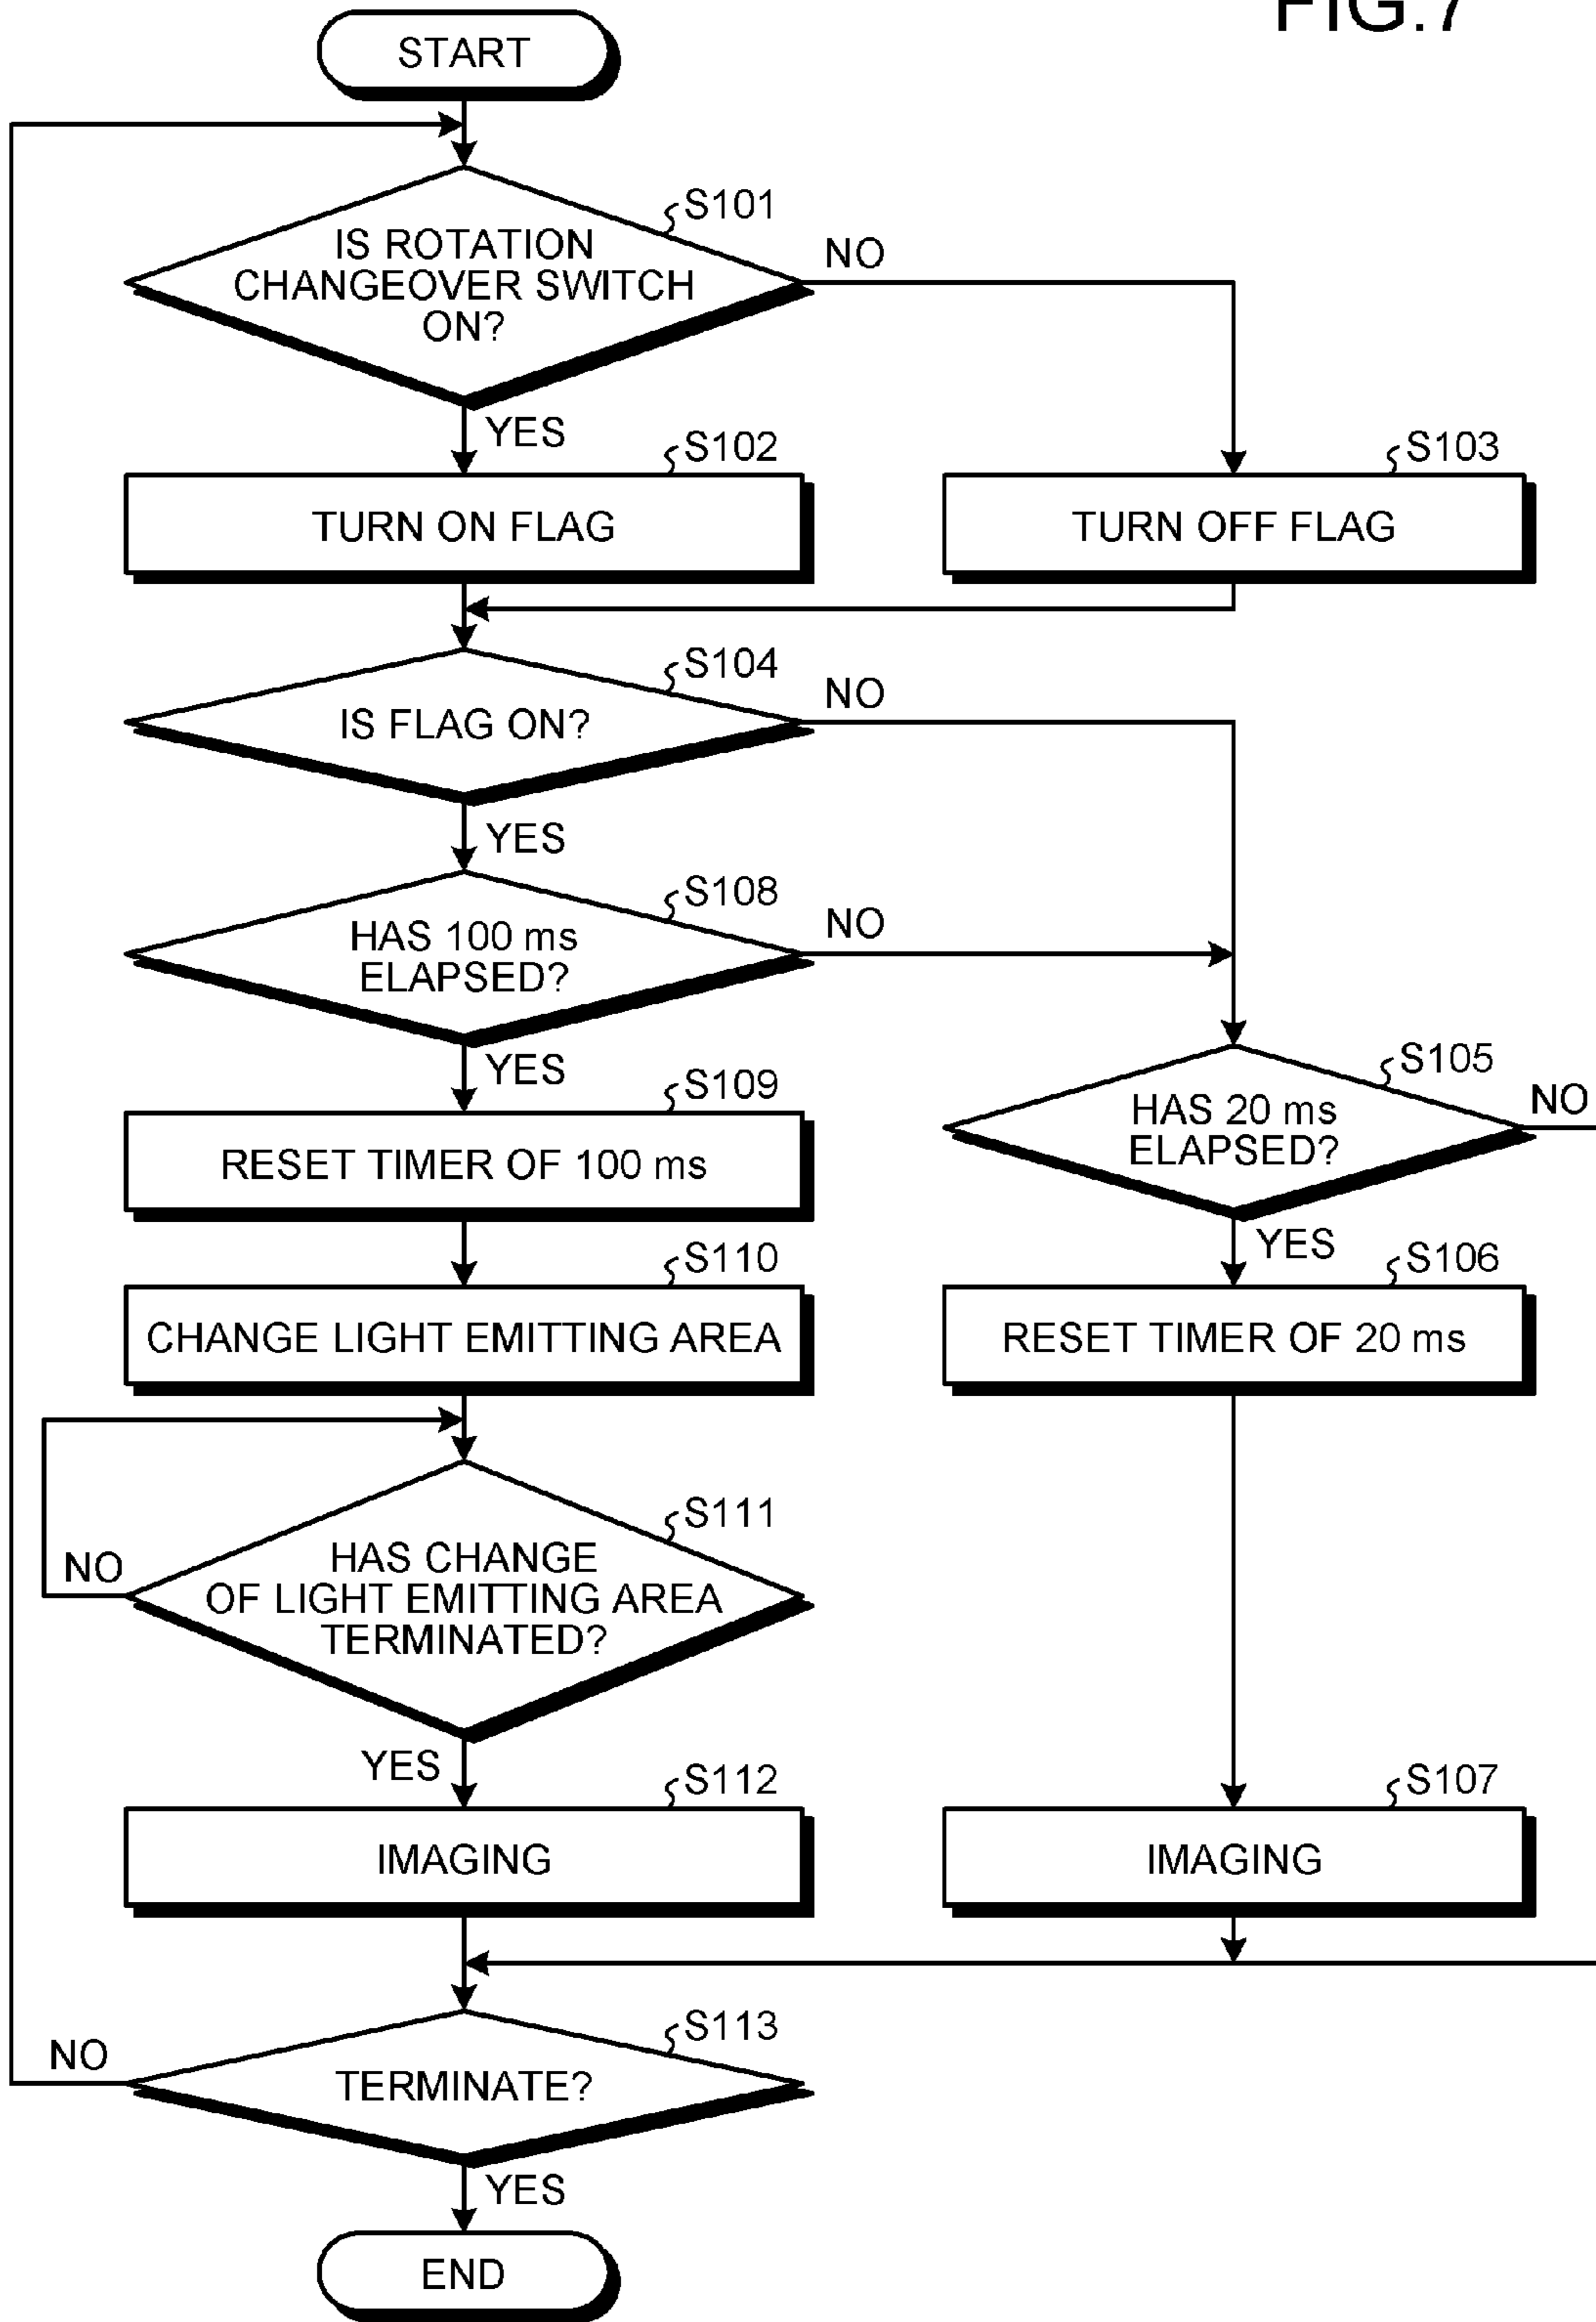 FIG.7
START
S101
IS ROTATION
CHANGEOVER SWITCH
ON?
NO
YES
S102
TURN ON FLAG
S103
TURN OFF FLAG
S104
IS FLAG ON?
NO
YES
S108
HAS 100 ms
ELAPSED?
NO
YES
S105
HAS 20 ms
ELAPSED?
NO
YES
S109
RESET TIMER OF 100 ms
S110
CHANGE LIGHT EMITTING AREA
S106
RESET TIMER OF 20 ms
S111
HAS CHANGE
OF LIGHT EMITTING AREA
TERMINATED?
NO
YES
S112
IMAGING
S107
IMAGING
S113
TERMINATE?
NO
YES
END